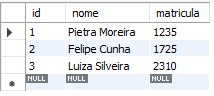 id nome matricula
1 Pietra Moreira 1235
2 Felipe Cunha 1725
3 Luiza Silveira 2310
NULL NULL NULL